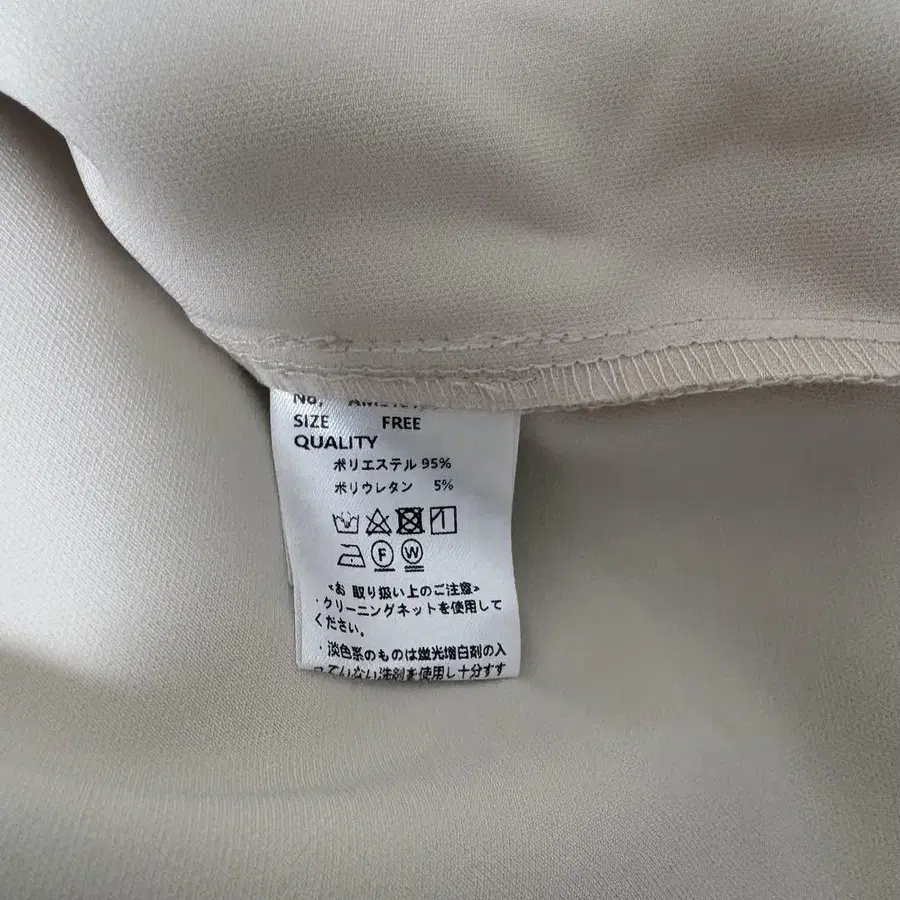 No,
SIZE FREE
QUALITY
ポリエステル 95%
ポリウレタン 5%
F W
<お取り扱い上のご注意>
・クリーニングネットを使用して
ください。
・淡色系のものは蛍光増白剤の入
っていない洗剤を使用し十分すす